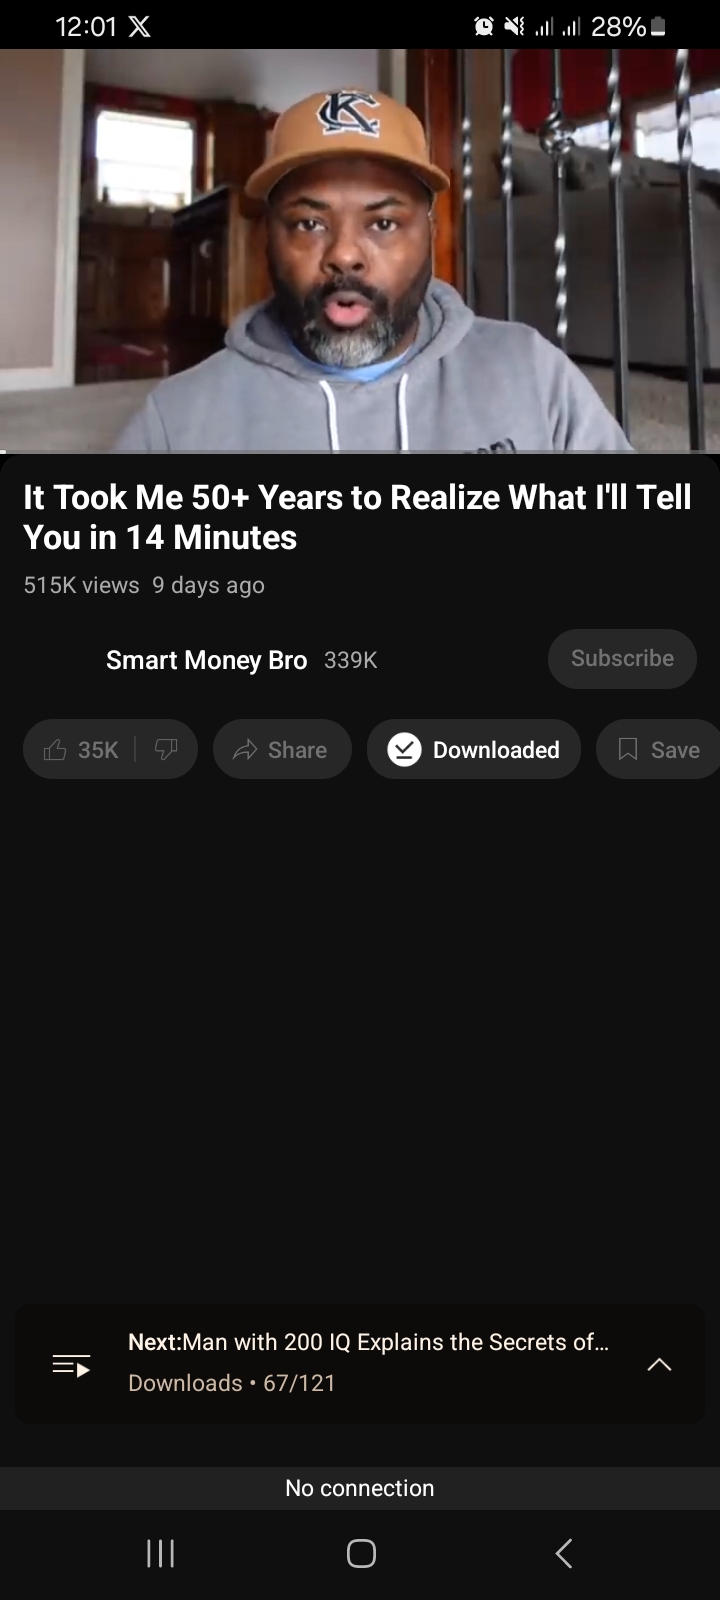 12:01 28%
KC
It Took Me 50+ Years to Realize What I'll Tell
You in 14 Minutes
515K views 9 days ago
Smart Money Bro 339K Subscribe
35K Share Downloaded Save
Next:Man with 200 IQ Explains the Secrets of...
Downloads • 67/121
No connection